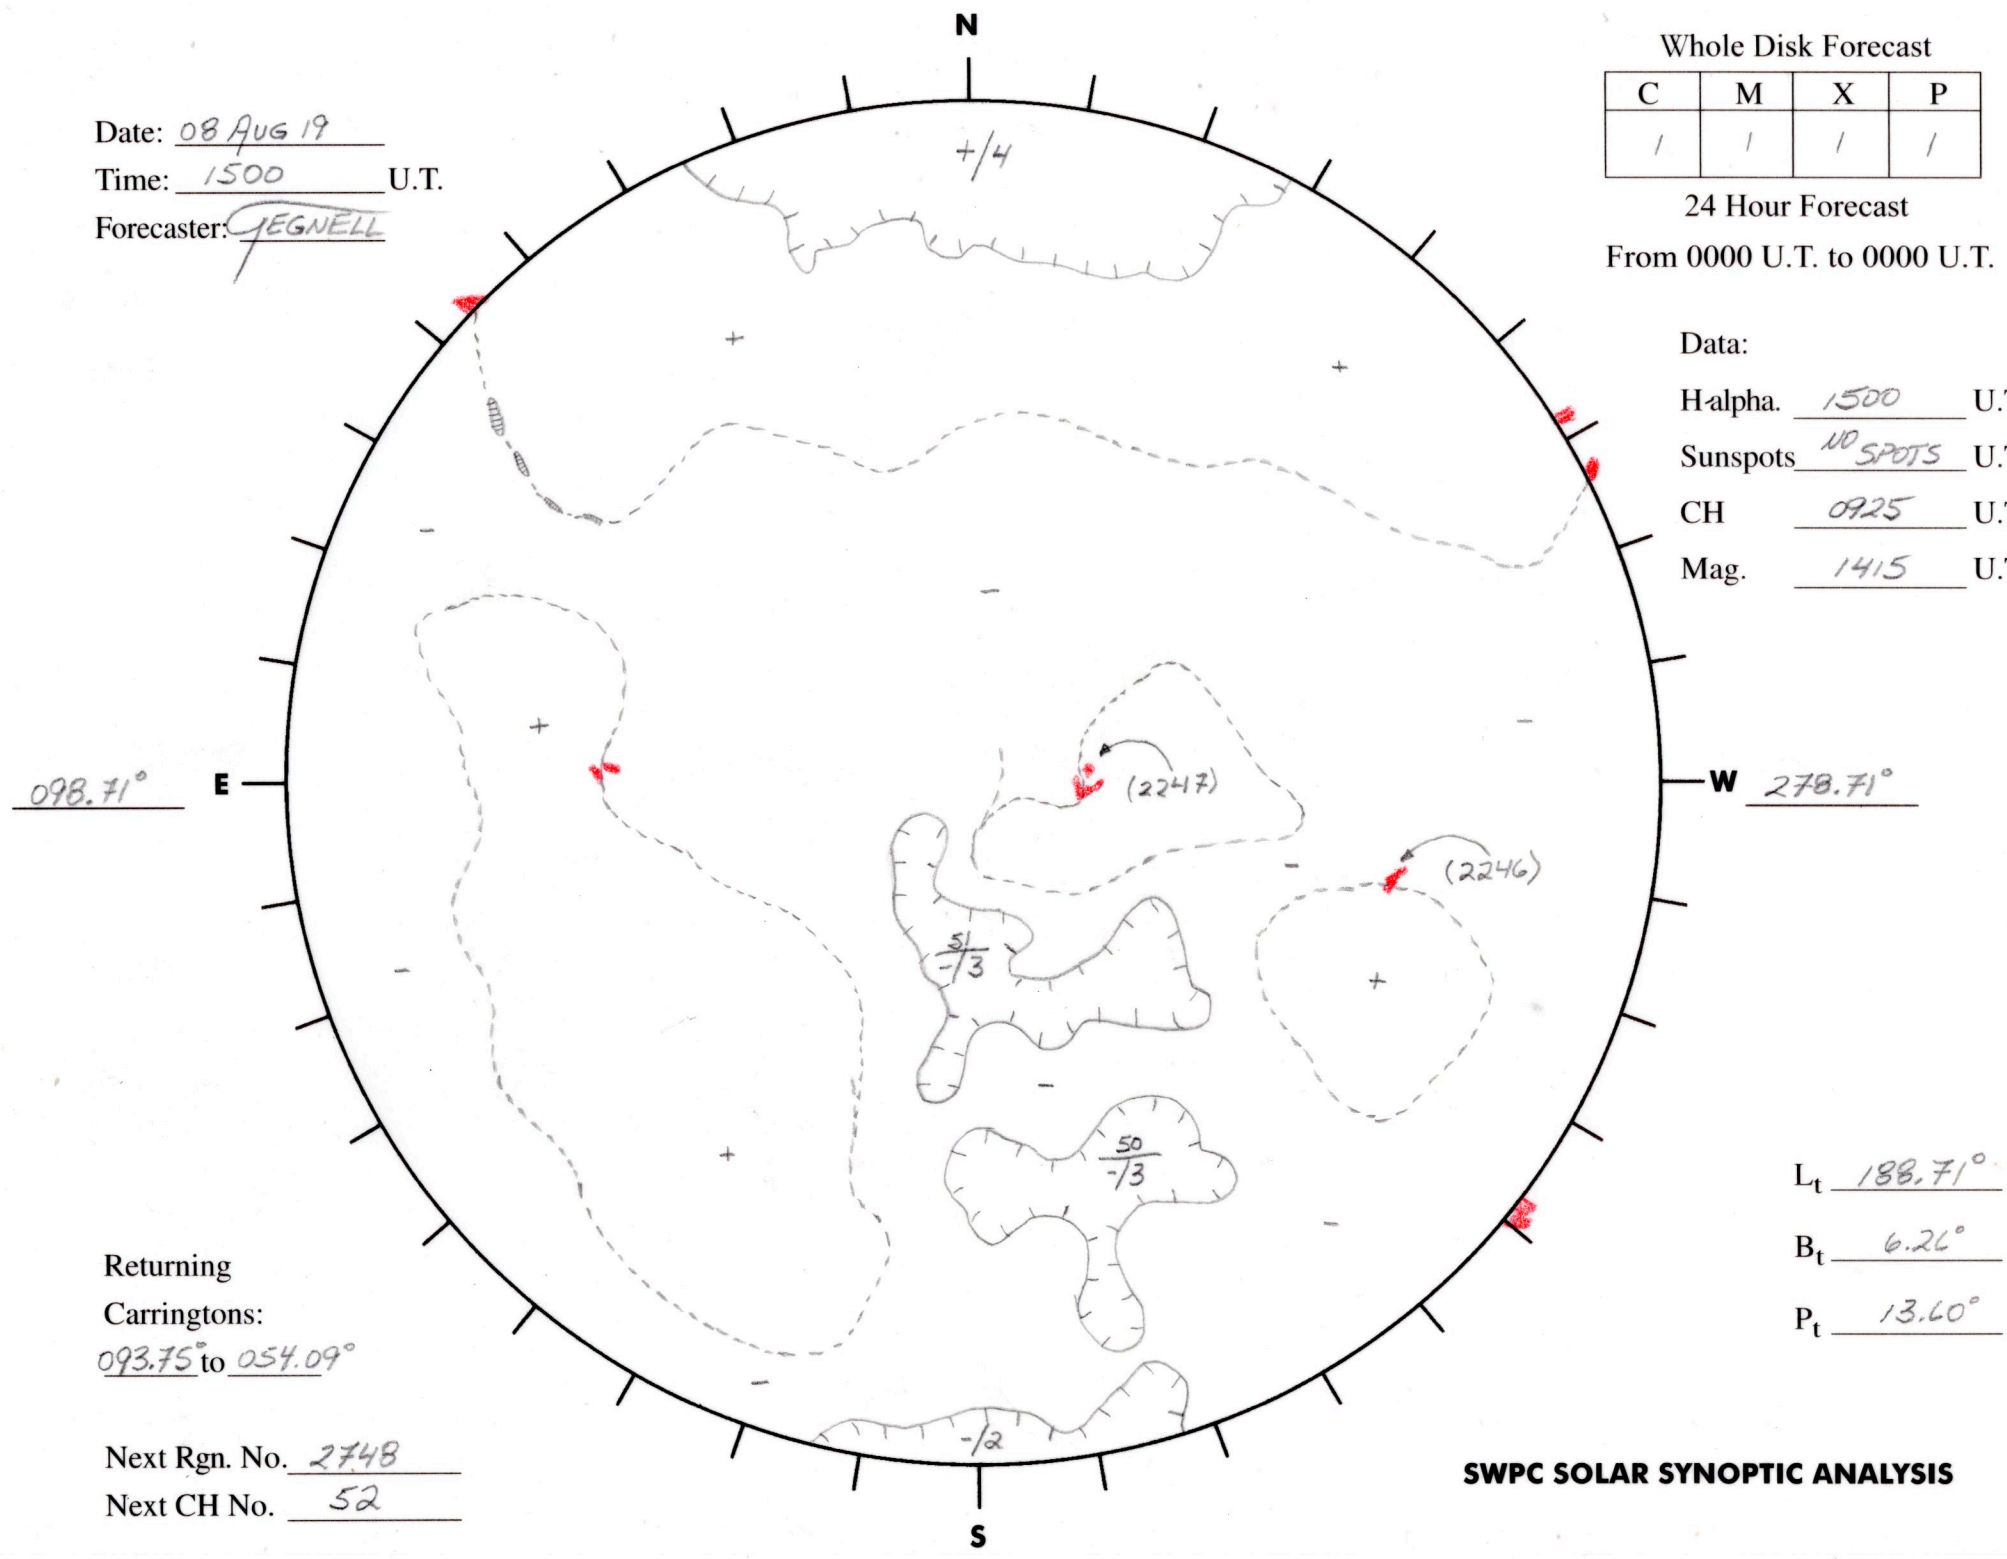 N
Whole Disk Forecast
C M X P
1 1 1 1
24 Hour Forecast
From 0000 U.T. to 0000 U.T.
Date: 08 AUG 19
Time: 1500 U.T.
Forecaster: GEGNELL
+/4
+
+
Data:
H-alpha. 1500 U.T
Sunspots NO SPOTS U.T
CH 0925 U.T
Mag. 1415 U.T
-
-
+
-
098.71° E
(2247)
W 278.71°
-
(2246)
51
-/3
-
+
-
50
-/3
+
-
Lt 188.71°
Bt 6.26°
Pt 13.60°
Returning
Carringtons:
093.75° to 054.09°
-
-/2
Next Rgn. No. 2748
Next CH No. 52
SWPC SOLAR SYNOPTIC ANALYSIS
S